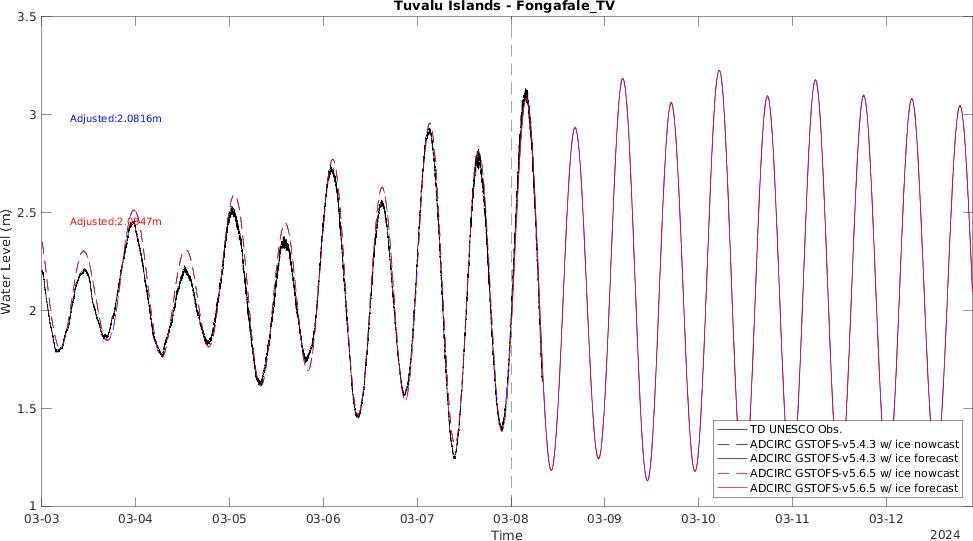 Tuvalu Islands - Fongafale_TV
3.5
3
2.5
2
1.5
1
Water Level (m)
Adjusted:2.0816m
Adjusted:2.0847m
TD UNESCO Obs.
ADCIRC GSTOFS-v5.4.3 w/ ice nowcast
ADCIRC GSTOFS-v5.4.3 w/ ice forecast
ADCIRC GSTOFS-v5.6.5 w/ ice nowcast
ADCIRC GSTOFS-v5.6.5 w/ ice forecast
03-03 03-04 03-05 03-06 03-07 03-08 03-09 03-10 03-11 03-12
Time
2024